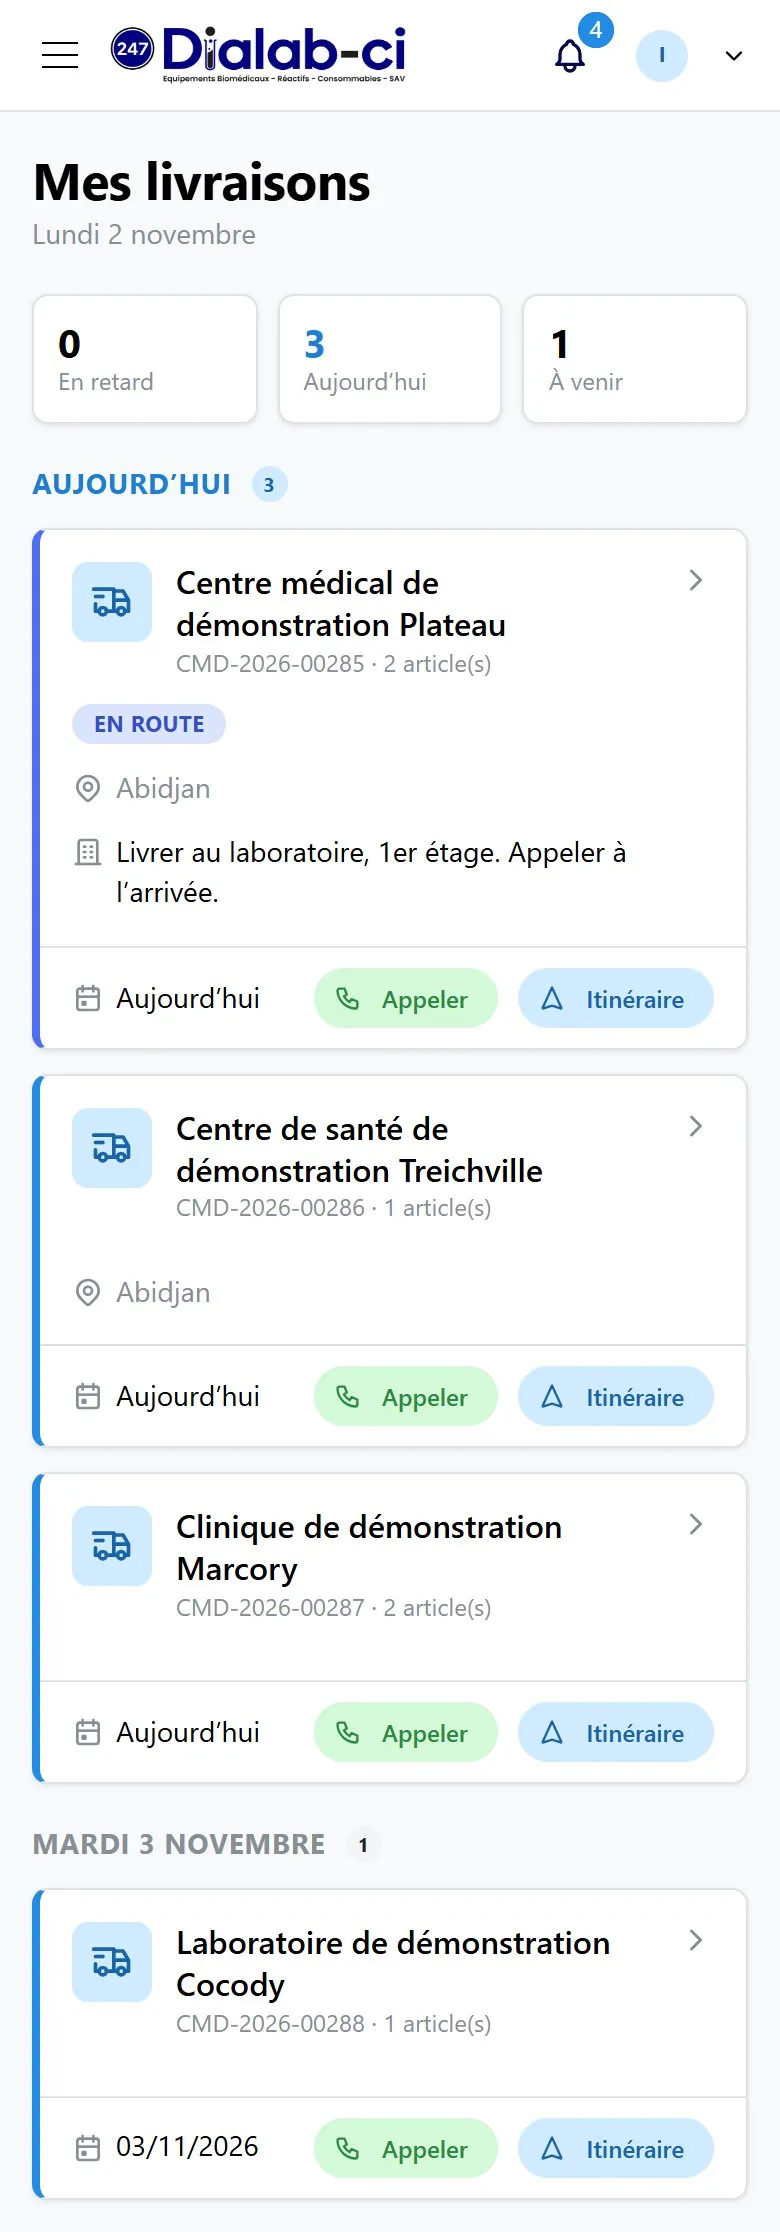 247 Dialab-ci
Equipements Biomédicaux - Réactifs - Consommables - SAV
4
I
Mes livraisons
Lundi 2 novembre
0
En retard
3
Aujourd’hui
1
À venir
AUJOURD’HUI 3
Centre médical de
démonstration Plateau
CMD-2026-00285 · 2 article(s)
EN ROUTE
Abidjan
Livrer au laboratoire, 1er étage. Appeler à
l’arrivée.
Aujourd’hui Appeler Itinéraire
Centre de santé de
démonstration Treichville
CMD-2026-00286 · 1 article(s)
Abidjan
Aujourd’hui Appeler Itinéraire
Clinique de démonstration
Marcory
CMD-2026-00287 · 2 article(s)
Aujourd’hui Appeler Itinéraire
MARDI 3 NOVEMBRE 1
Laboratoire de démonstration
Cocody
CMD-2026-00288 · 1 article(s)
03/11/2026 Appeler Itinéraire